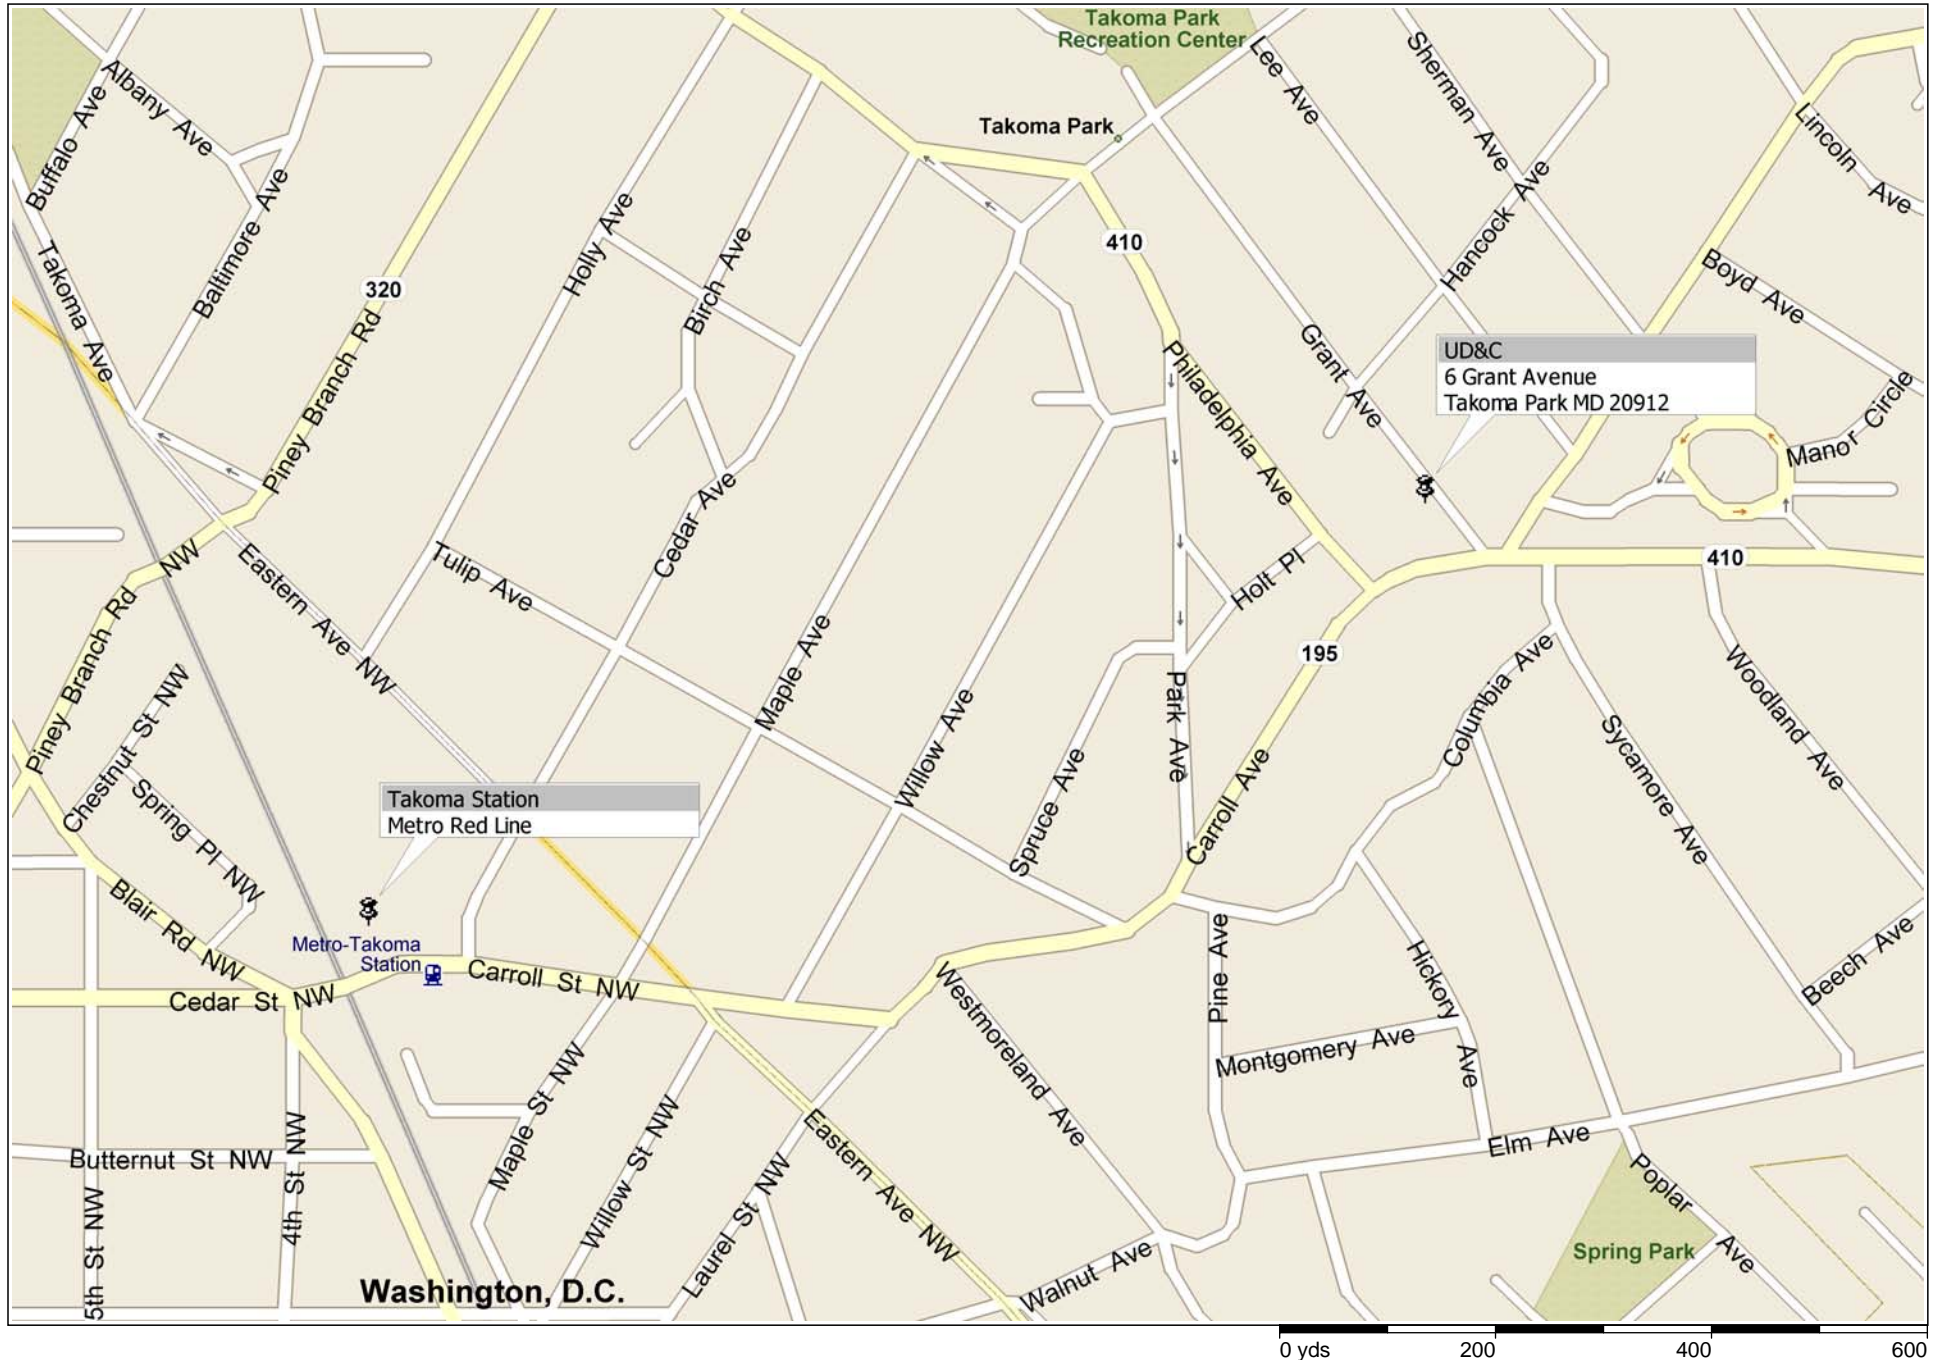 Takoma Park
Recreation Center
Albany Ave
Buffalo Ave
Lee Ave
Sherman Ave
Lincoln Ave
Takoma Park
Hancock Ave
Baltimore Ave
Holly Ave
Birch Ave
410
Takoma Ave
320
Boyd Ave
Piney Branch Rd
Philadelphia Ave
Grant Ave
UD&C
6 Grant Avenue
Takoma Park MD 20912
Manor Circle
Cedar Ave
Tulip Ave
Holt Pl
410
NW
Eastern Ave NW
Piney Branch Rd
195
Maple Ave
Willow Ave
Park Ave
Columbia Ave
Woodland Ave
Sycamore Ave
Chestnut St NW
Spring Pl NW
Takoma Station
Metro Red Line
Spruce Ave
Carroll Ave
Blair Rd NW
Metro-Takoma
Station
Carroll St NW
Cedar St NW
Westmoreland Ave
Pine Ave
Hickory Ave
Beech Ave
Montgomery Ave
Maple St NW
Willow St NW
Laurel St NW
Eastern Ave NW
Elm Ave
Poplar Ave
Butternut St NW
5th St NW
4th St NW
Walnut Ave
Spring Park
Washington, D.C.
0 yds 200 400 600